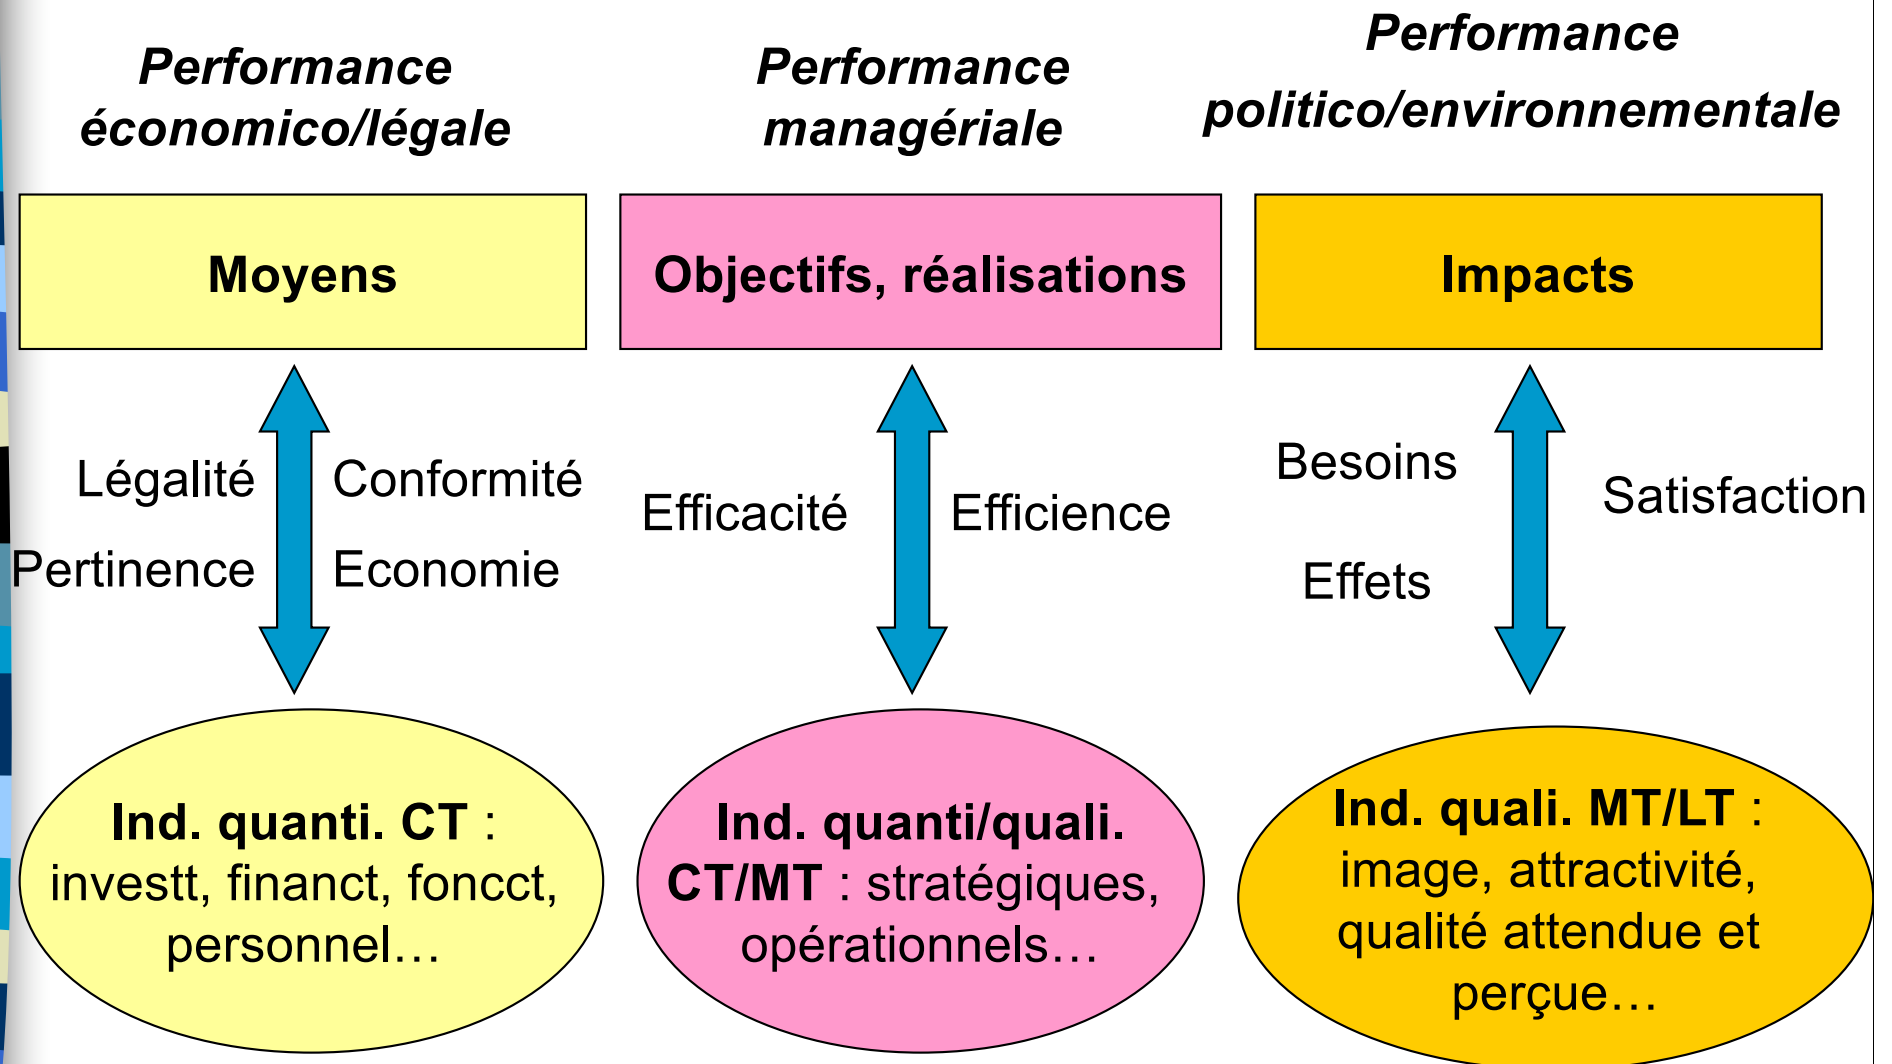 Performance
économico/légale
Performance
managériale
Performance
politico/environnementale
Moyens
Objectifs, réalisations
Impacts
Légalité
Conformité
Pertinence
Economie
Efficacité
Efficience
Besoins
Satisfaction
Effets
Ind. quanti. CT :
investt, financt, foncct,
personnel…
Ind. quanti/quali.
CT/MT : stratégiques,
opérationnels…
Ind. quali. MT/LT :
image, attractivité,
qualité attendue et
perçue…